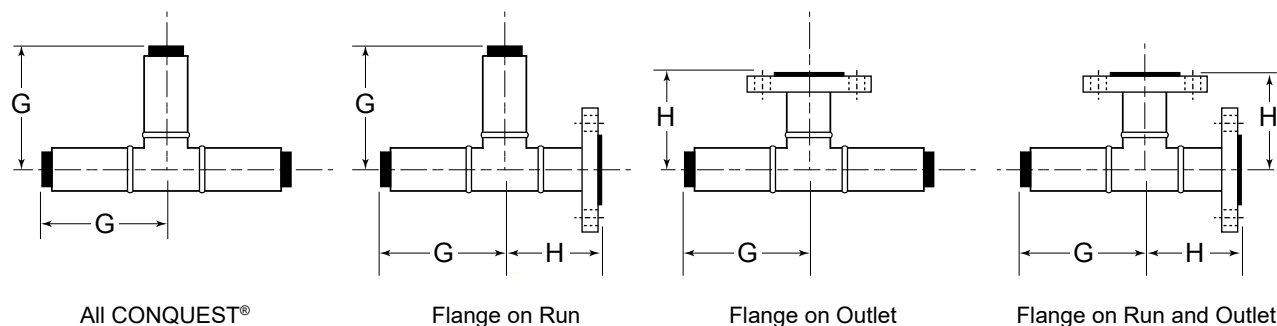 G
G
All CONQUEST®
G
G
H
Flange on Run
H
G
Flange on Outlet
H
G
H
Flange on Run and Outlet